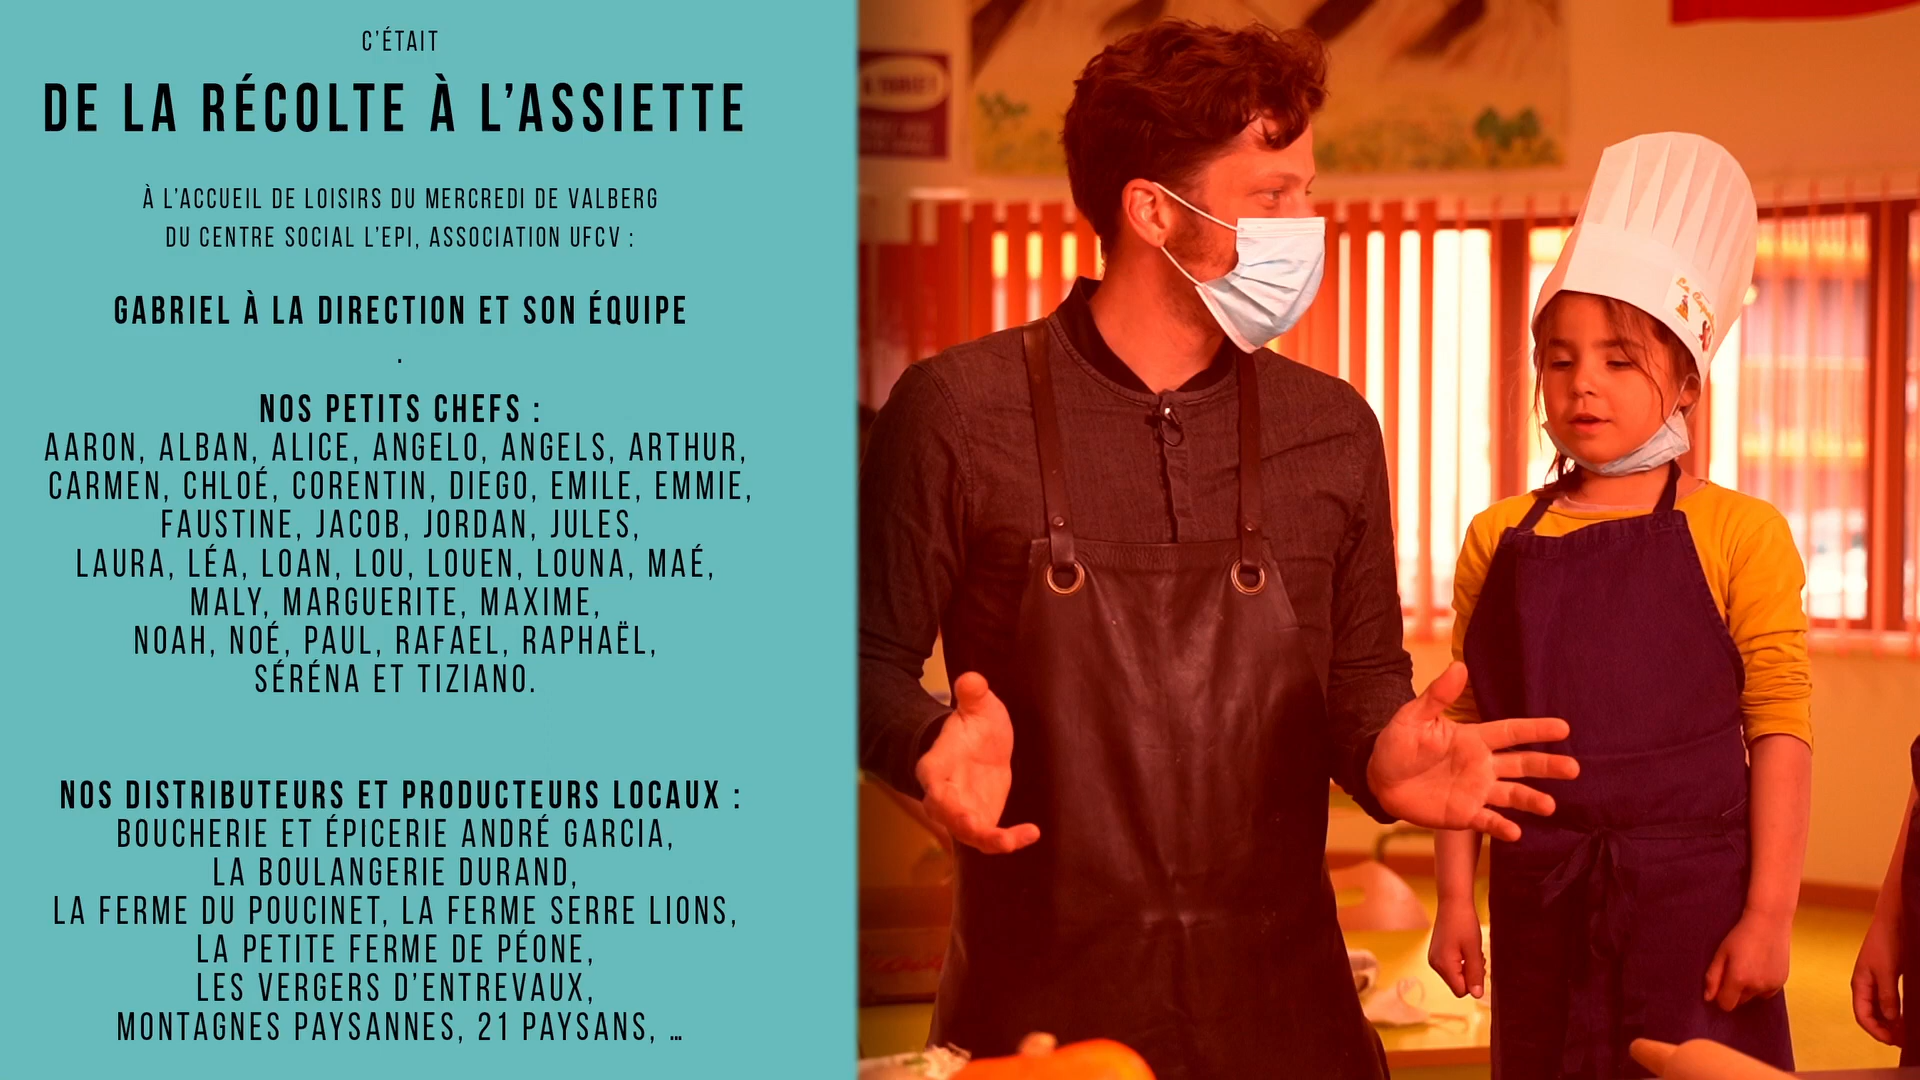 C'ÉTAIT
DE LA RÉCOLTE À L'ASSIETTE
À L'ACCUEIL DE LOISIRS DU MERCREDI DE VALBERG
DU CENTRE SOCIAL L'EPI, ASSOCIATION UFCV :
GABRIEL À LA DIRECTION ET SON ÉQUIPE
.
NOS PETITS CHEFS :
AARON, ALBAN, ALICE, ANGELO, ANGELS, ARTHUR,
CARMEN, CHLOÉ, CORENTIN, DIEGO, EMILE, EMMIE,
FAUSTINE, JACOB, JORDAN, JULES,
LAURA, LÉA, LOAN, LOU, LOUEN, LOUNA, MAÉ,
MALY, MARGUERITE, MAXIME,
NOAH, NOÉ, PAUL, RAFAEL, RAPHAËL,
SÉRÉNA ET TIZIANO.
NOS DISTRIBUTEURS ET PRODUCTEURS LOCAUX :
BOUCHERIE ET ÉPICERIE ANDRÉ GARCIA,
LA BOULANGERIE DURAND,
LA FERME DU POUCINET, LA FERME SERRE LIONS,
LA PETITE FERME DE PÉONE,
LES VERGERS D'ENTREVAUX,
MONTAGNES PAYSANNES, 21 PAYSANS, …